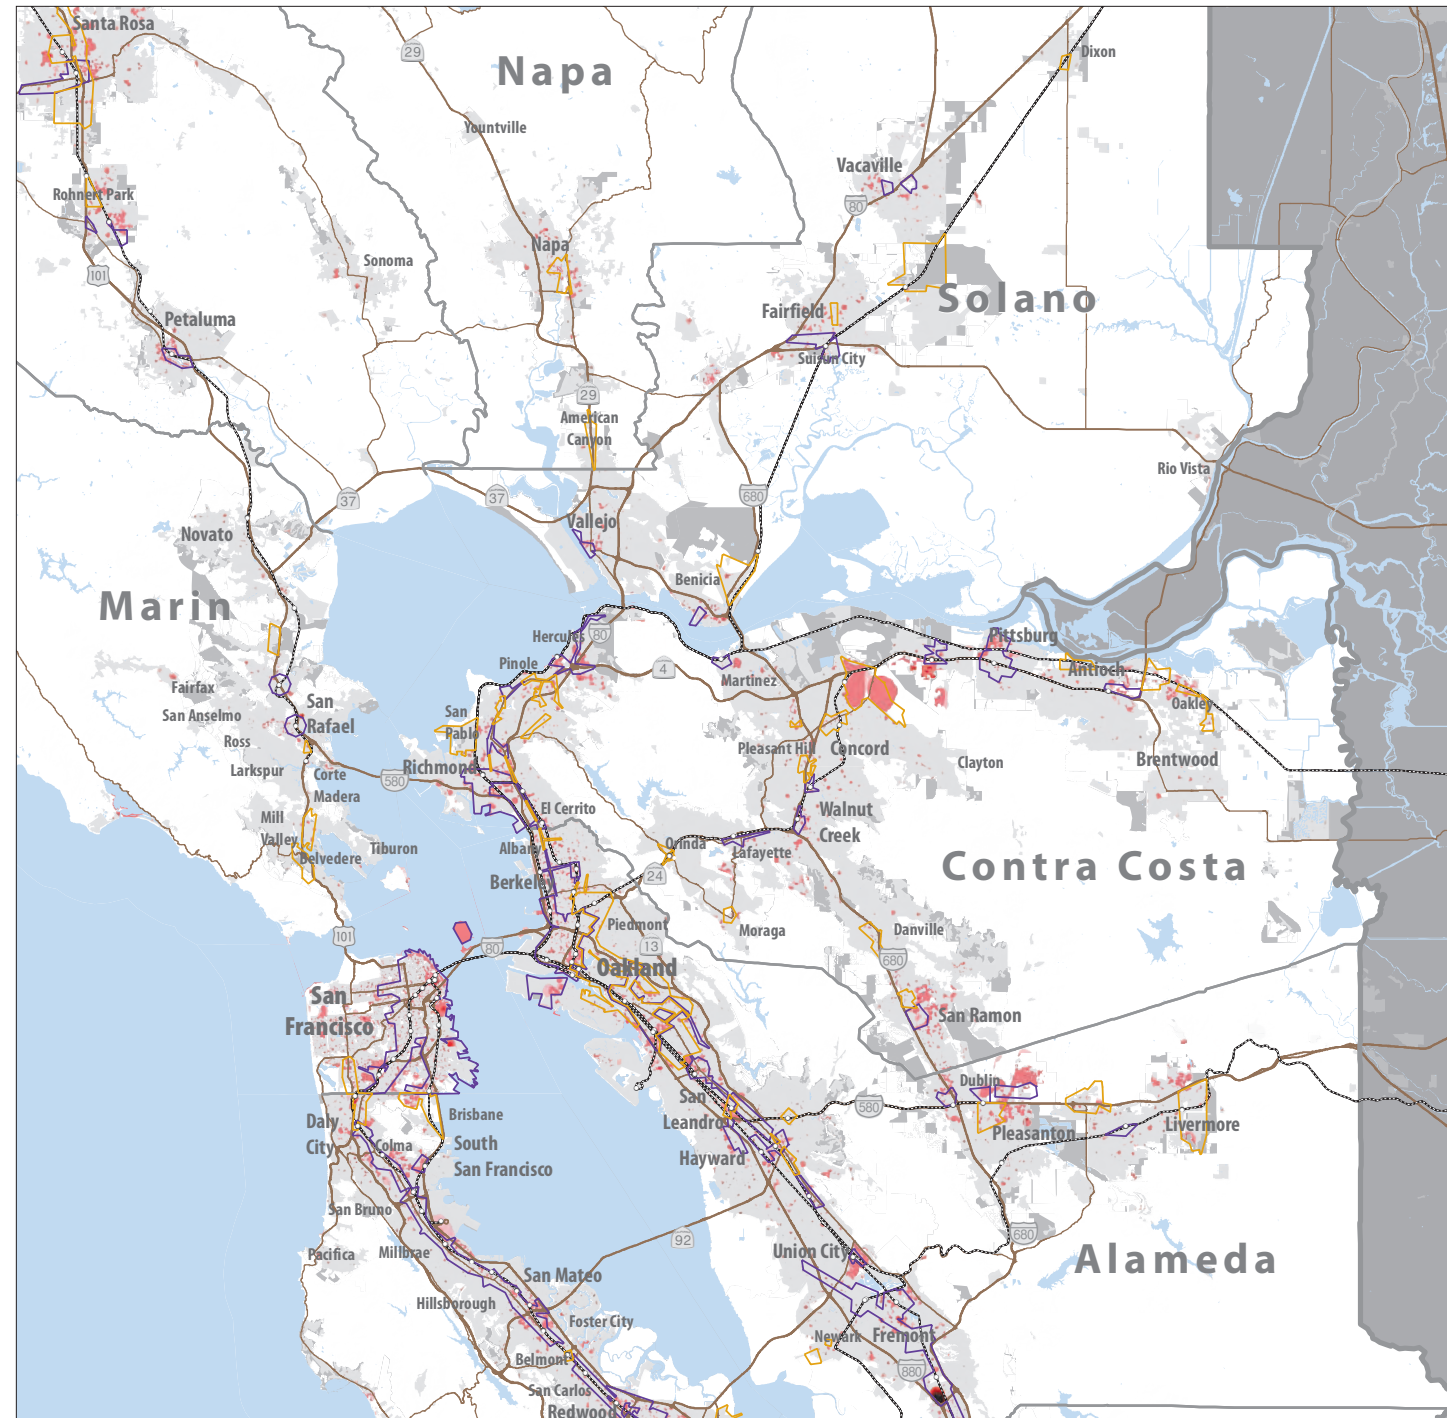 Santa Rosa
29
Napa
Dixon
Yountville
Vacaville
Rohnert Park
80
Napa
Sonoma
101
Solano
Petaluma
Fairfield
Suisun City
29
American
Canyon
Rio Vista
37
37
680
Novato
Vallejo
Benicia
Marin
Hercules
80
Pittsburg
Pinole
4
Martinez
Antioch
Fairfax
San
Rafael
San Anselmo
Oakley
San
Pablo
Ross
Pleasant Hill
Concord
Larkspur
Corte
Madera
580
Richmond
Clayton
Brentwood
Mill
Valley
El Cerrito
Walnut
Creek
Belvedere
Tiburon
Albany
Orinda
Lafayette
Contra Costa
Berkeley
24
Piedmont
Moraga
Danville
101
80
13
680
Oakland
San
Francisco
San Ramon
Dublin
580
Brisbane
San
Leandro
Daly
City
Colma
South
San Francisco
Pleasanton
Livermore
Hayward
San Bruno
Pacifica
Millbrae
92
Union City
680
Alameda
San Mateo
Hillsborough
Foster City
Newark
Fremont
Belmont
880
San Carlos
Redwood